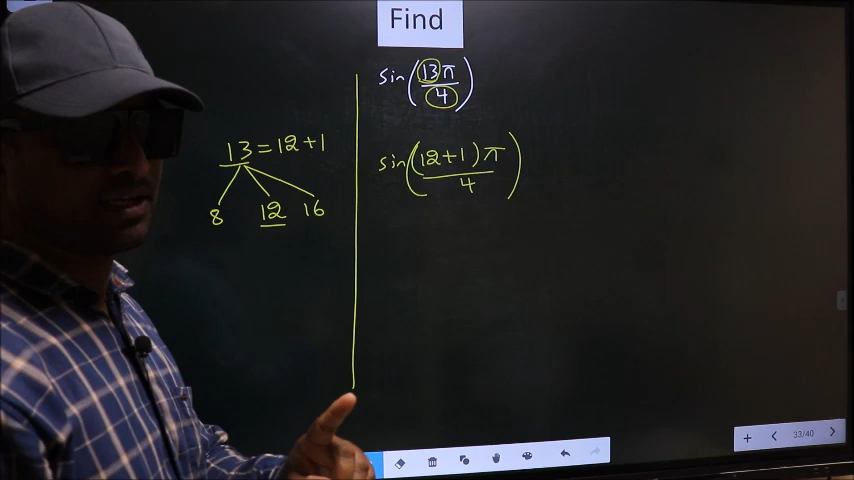 Find
sin(13π/4)
13 = 12 + 1
8 12 16
sin((12+1)π/4)
33/40